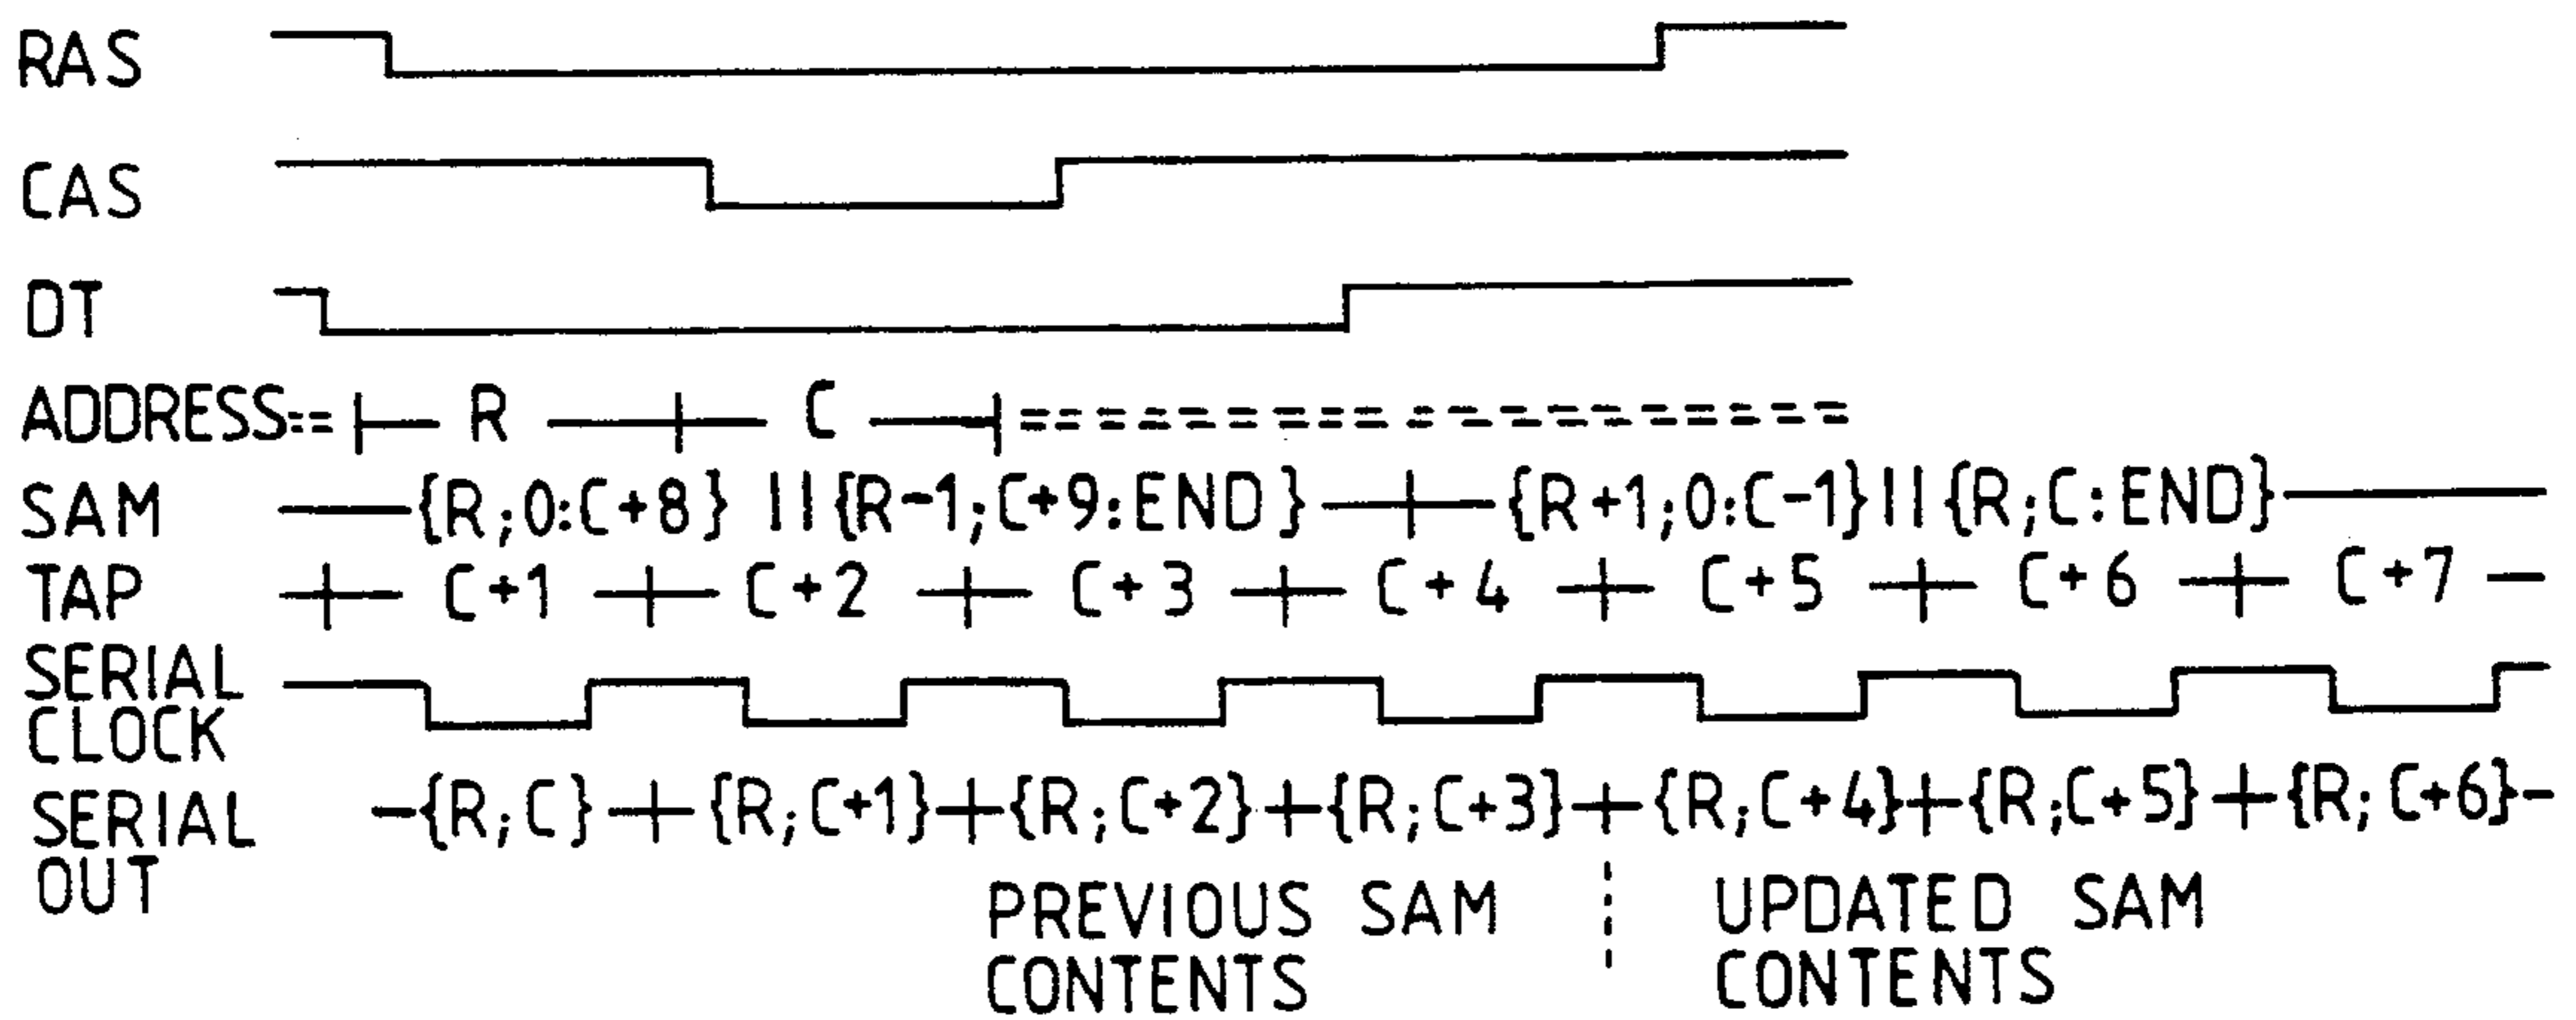 RAS
CAS
DT
ADDRESS R C
SAM {R;0:C+8} || {R-1;C+9:END} {R+1;0:C-1}||{R;C:END}
TAP C+1 C+2 C+3 C+4 C+5 C+6 C+7
SERIAL
CLOCK
SERIAL
OUT
{R;C} {R;C+1} {R;C+2} {R;C+3} {R;C+4} {R;C+5} {R;C+6}
PREVIOUS SAM
CONTENTS
UPDATED SAM
CONTENTS